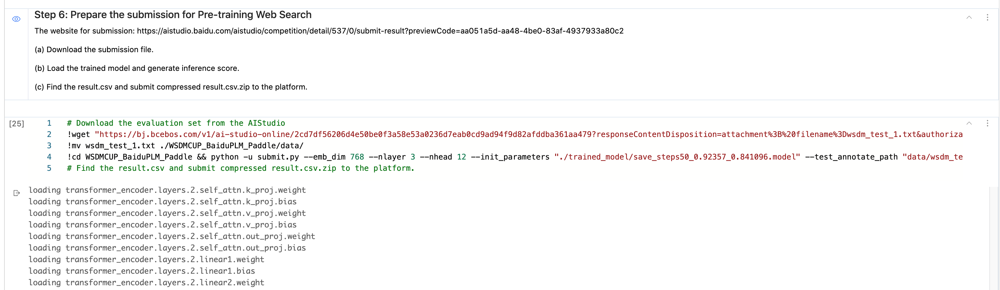 Step 6: Prepare the submission for Pre-training Web Search
The website for submission: https://aistudio.baidu.com/aistudio/competition/detail/537/0/submit-result?previewCode=aa051a5d-aa48-4be0-83af-4937933a80c2
(a) Download the submission file.
(b) Load the trained model and generate inference score.
(c) Find the result.csv and submit compressed result.csv.zip to the platform.
[25]
1 # Download the evaluation set from the AIStudio
2 !wget "https://bj.bcebos.com/v1/ai-studio-online/2cd7df56206d4e50be0f3a58e53a0236d7eab0cd9ad94f9d82afddba361aa479?responseContentDisposition=attachment%3B%20filename%3Dwsdm_test_1.txt&authoriza
3 !mv wsdm_test_1.txt ./WSDMCUP_BaiduPLM_Paddle/data/
4 !cd WSDMCUP_BaiduPLM_Paddle && python -u submit.py --emb_dim 768 --nlayer 3 --nhead 12 --init_parameters "./trained_model/save_steps50_0.92357_0.841096.model" --test_annotate_path "data/wsdm_te
5 # Find the result.csv and submit compressed result.csv.zip to the platform.
loading transformer_encoder.layers.2.self_attn.k_proj.weight
loading transformer_encoder.layers.2.self_attn.k_proj.bias
loading transformer_encoder.layers.2.self_attn.v_proj.weight
loading transformer_encoder.layers.2.self_attn.v_proj.bias
loading transformer_encoder.layers.2.self_attn.out_proj.weight
loading transformer_encoder.layers.2.self_attn.out_proj.bias
loading transformer_encoder.layers.2.linear1.weight
loading transformer_encoder.layers.2.linear1.bias
loading transformer_encoder.layers.2.linear2.weight